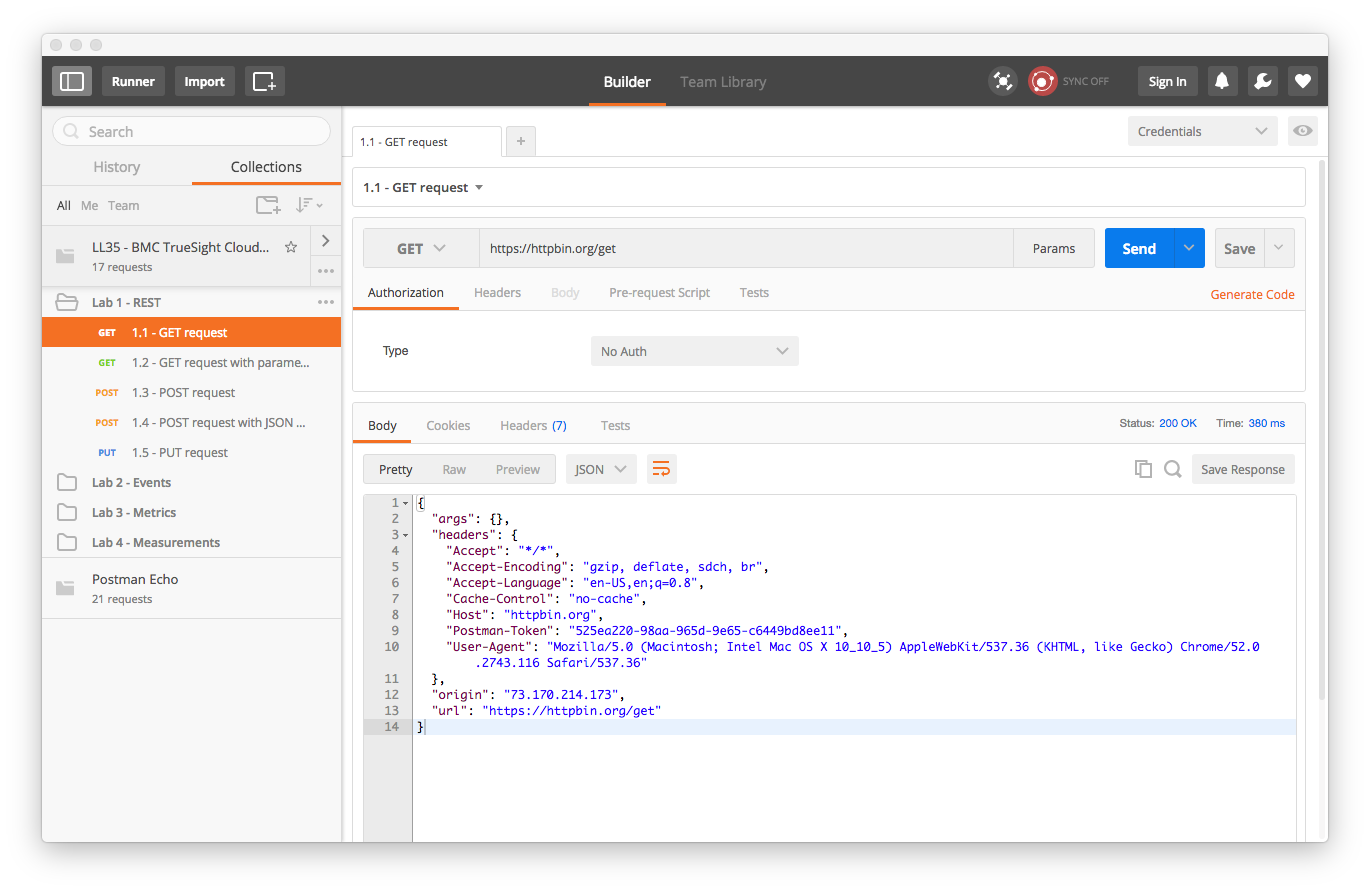 Runner
Import
Builder
Team Library
SYNC OFF
Sign In
Search
History
Collections
All Me Team
LL35 - BMC TrueSight Cloud...
17 requests
Lab 1 - REST
GET 1.1 - GET request
GET 1.2 - GET request with parame...
POST 1.3 - POST request
POST 1.4 - POST request with JSON ...
PUT 1.5 - PUT request
Lab 2 - Events
Lab 3 - Metrics
Lab 4 - Measurements
Postman Echo
21 requests
1.1 - GET request
Credentials
1.1 - GET request
GET
https://httpbin.org/get
Params
Send
Save
Authorization
Headers
Body
Pre-request Script
Tests
Generate Code
Type
No Auth
Body
Cookies
Headers (7)
Tests
Status: 200 OK
Time: 380 ms
Pretty
Raw
Preview
JSON
Save Response
1 {
2 "args": {},
3 "headers": {
4 "Accept": "*/*",
5 "Accept-Encoding": "gzip, deflate, sdch, br",
6 "Accept-Language": "en-US,en;q=0.8",
7 "Cache-Control": "no-cache",
8 "Host": "httpbin.org",
9 "Postman-Token": "525ea220-98aa-965d-9e65-c6449bd8ee11",
10 "User-Agent": "Mozilla/5.0 (Macintosh; Intel Mac OS X 10_10_5) AppleWebKit/537.36 (KHTML, like Gecko) Chrome/52.0
.2743.116 Safari/537.36"
11 },
12 "origin": "73.170.214.173",
13 "url": "https://httpbin.org/get"
14 }